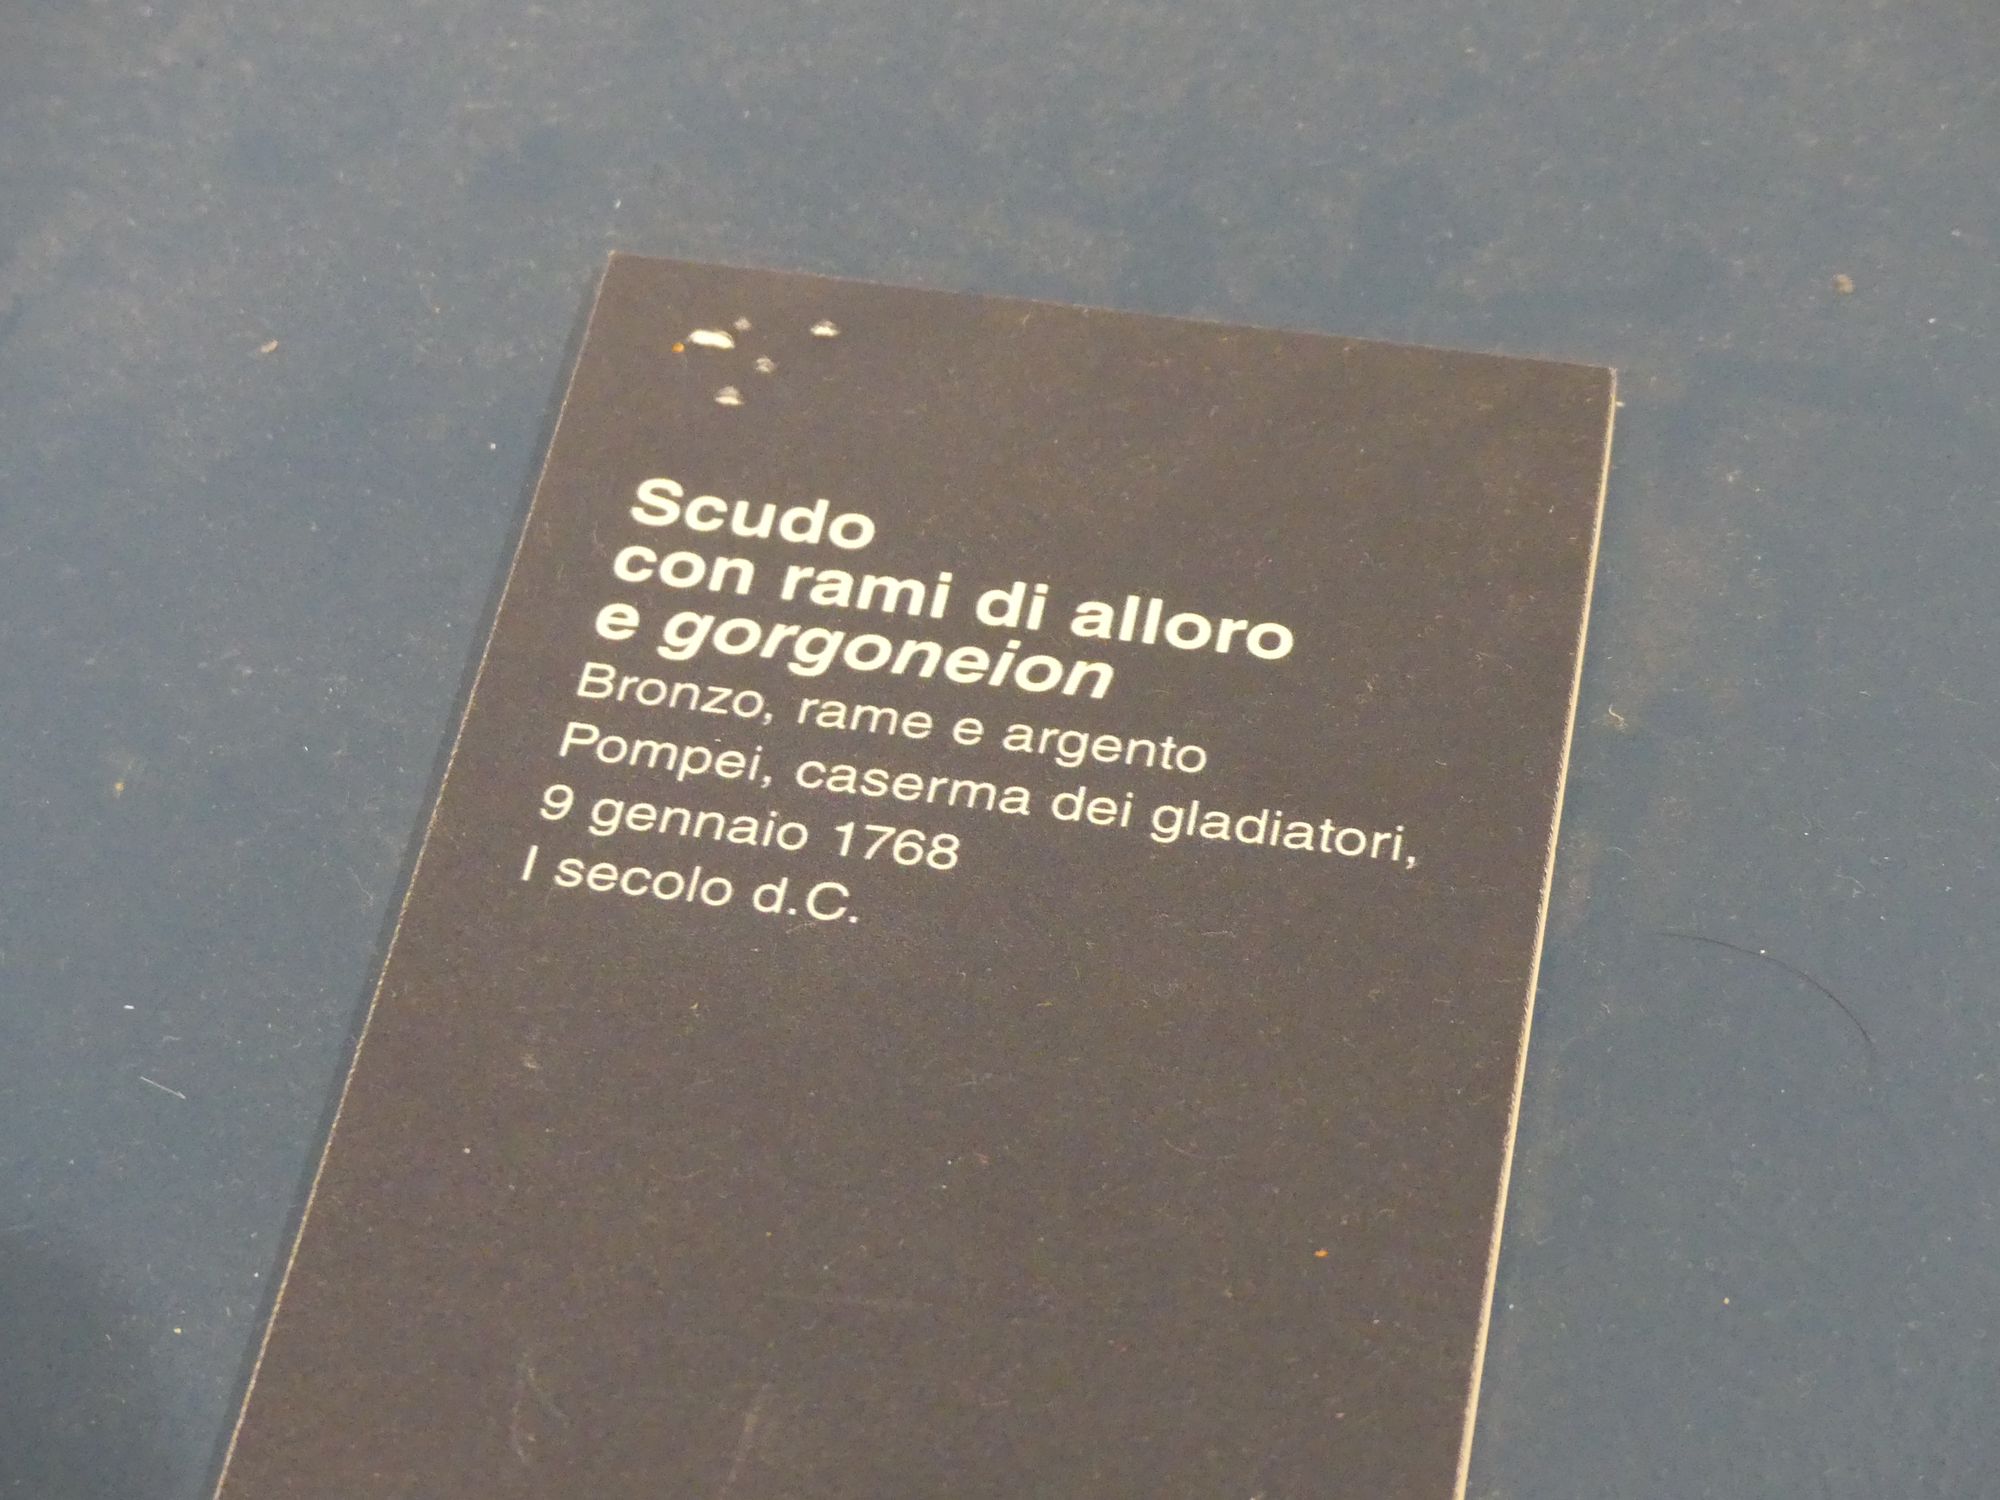 Scudo
con rami di alloro
e gorgoneion
Bronzo, rame e argento
Pompei, caserma dei gladiatori,
9 gennaio 1768
I secolo d.C.